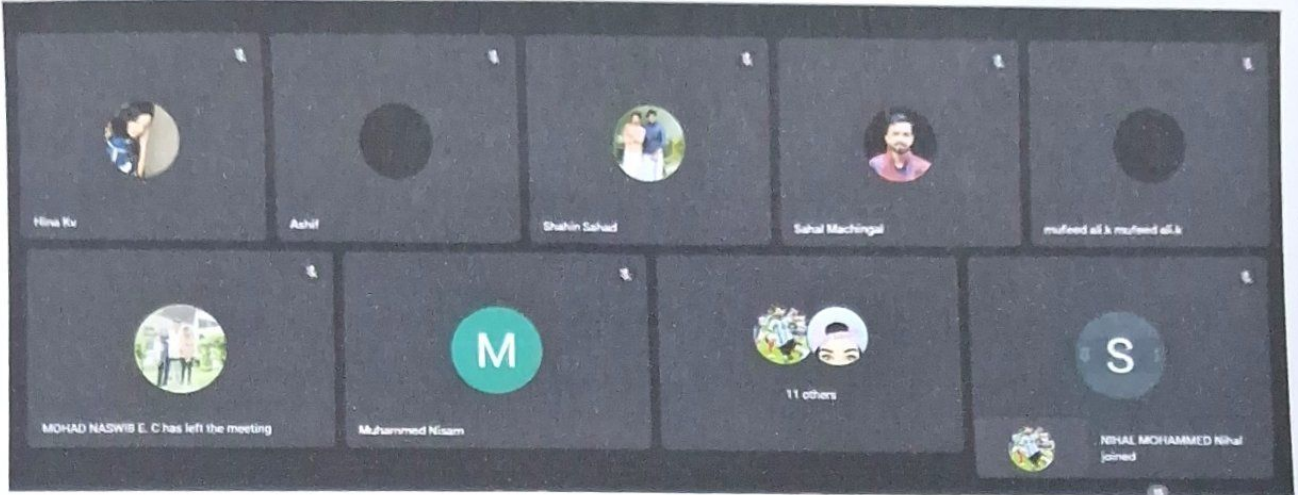 Hina Kv
Ashif
Shahin Sahad
Sahal Machingal
mufeed ali.k mufeed ali.k
MOHAD NASWIB E. C has left the meeting
M
Muhammed Nisam
11 others
S
NIHAL MOHAMMED Nihal
joined